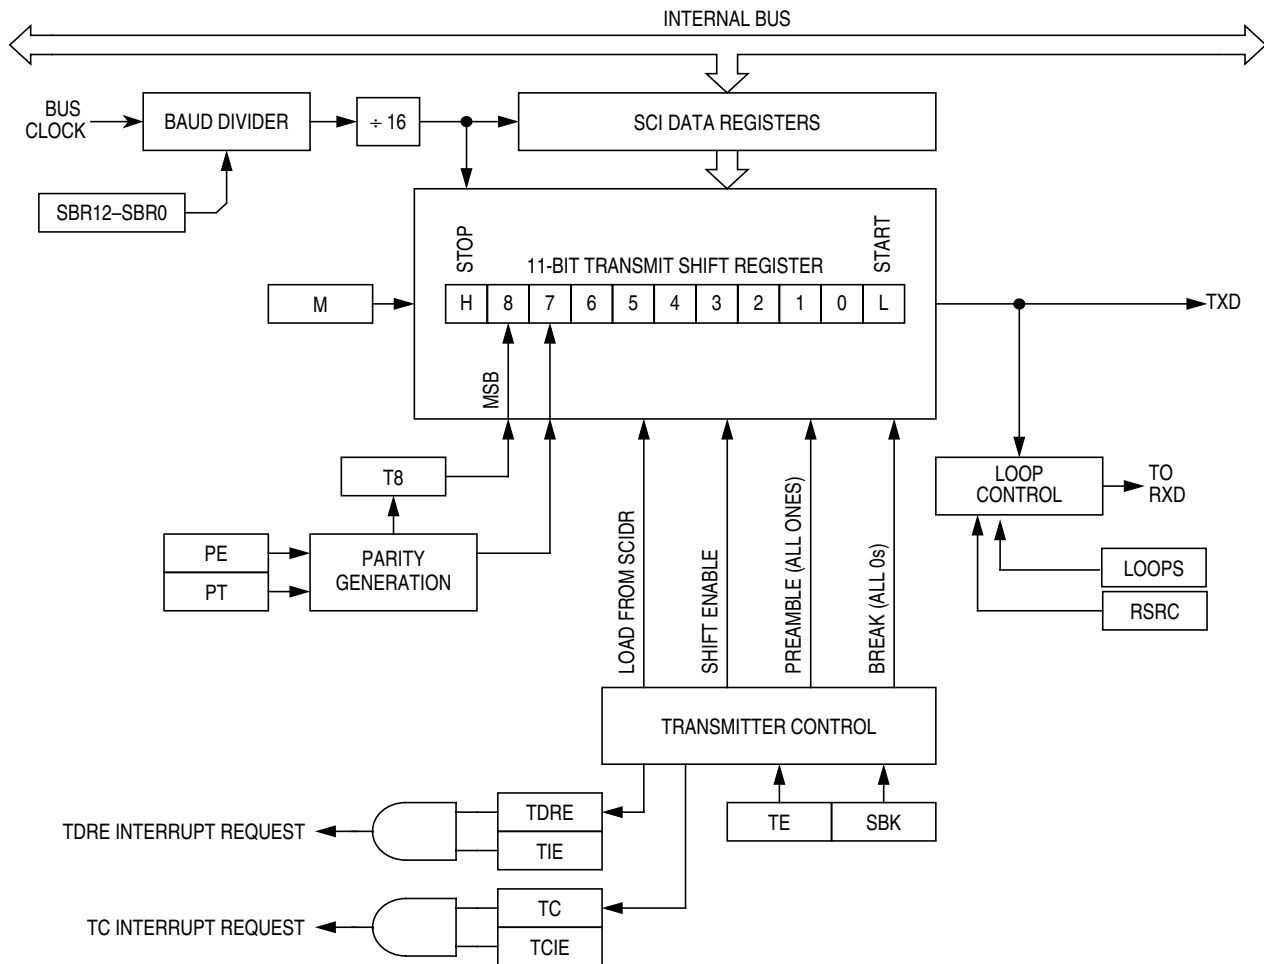 INTERNAL BUS
BUS
CLOCK
BAUD DIVIDER
÷ 16
SCI DATA REGISTERS
SBR12–SBR0
STOP
11-BIT TRANSMIT SHIFT REGISTER
START
M
H 8 7 6 5 4 3 2 1 0 L
TXD
MSB
T8
LOOP
CONTROL
TO
RXD
PE
PT
PARITY
GENERATION
LOAD FROM SCIDR
SHIFT ENABLE
PREAMBLE (ALL ONES)
BREAK (ALL 0s)
LOOPS
RSRC
TRANSMITTER CONTROL
TDRE INTERRUPT REQUEST
TDRE
TIE
TE
SBK
TC INTERRUPT REQUEST
TC
TCIE